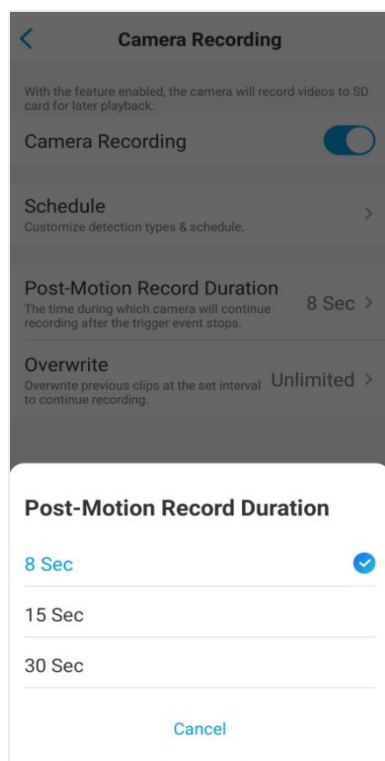 Camera Recording
With the feature enabled, the camera will record videos to SD
card for later playback.
Camera Recording
Schedule
Customize detection types & schedule.
Post-Motion Record Duration
The time during which camera will continue
recording after the trigger event stops.
8 Sec
Overwrite
Overwrite previous clips at the set interval
to continue recording.
Unlimited
Post-Motion Record Duration
8 Sec
15 Sec
30 Sec
Cancel